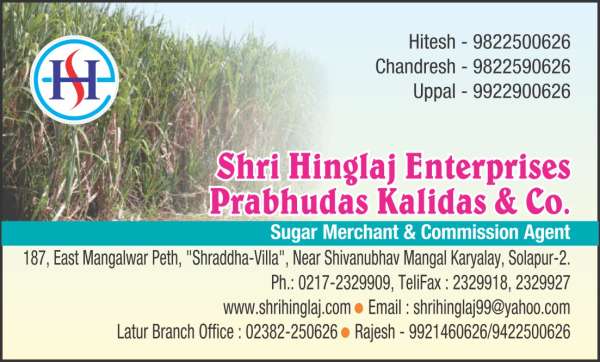 Hitesh - 9822500626
Chandresh - 9822590626
Uppal - 9922900626
Shri Hinglaj Enterprises
Prabhudas Kalidas & Co.
Sugar Merchant & Commission Agent
187, East Mangalwar Peth, "Shraddha-Villa", Near Shivanubhav Mangal Karyalay, Solapur-2.
Ph.: 0217-2329909, TeliFax : 2329918, 2329927
www.shrihinglaj.com ● Email : shrihinglaj99@yahoo.com
Latur Branch Office : 02382-250626 ● Rajesh - 9921460626/9422500626